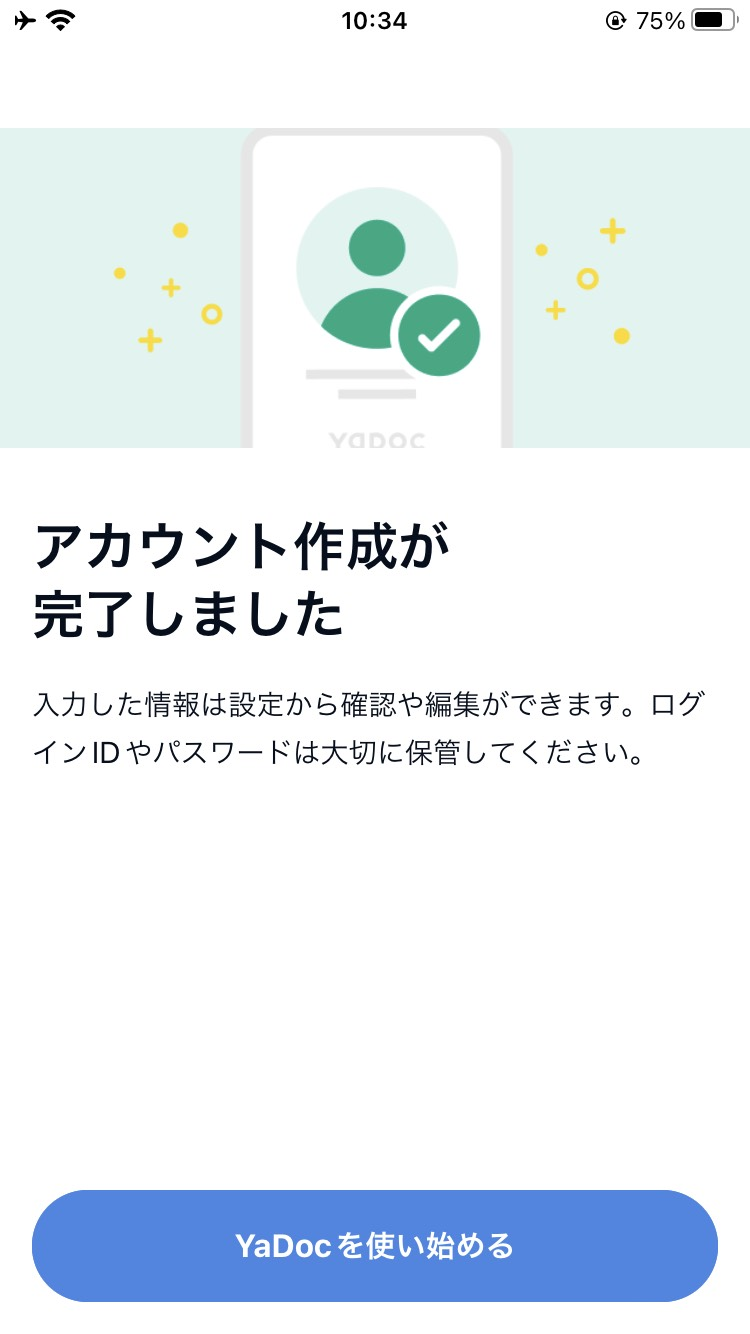 10:34
75%
YaDoc
アカウント作成が
完了しました
入力した情報は設定から確認や編集ができます。ログ
インIDやパスワードは大切に保管してください。
YaDocを使い始める